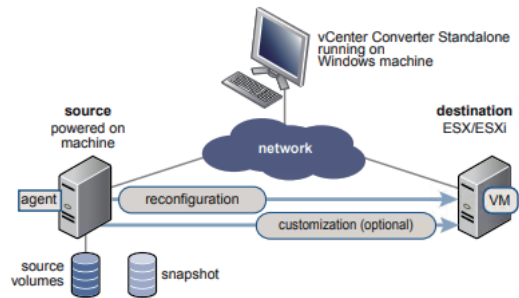 vCenter Converter Standalone
running on
Windows machine
source
powered on
machine
destination
ESX/ESXi
network
agent
reconfiguration
VM
customization (optional)
source
volumes
snapshot